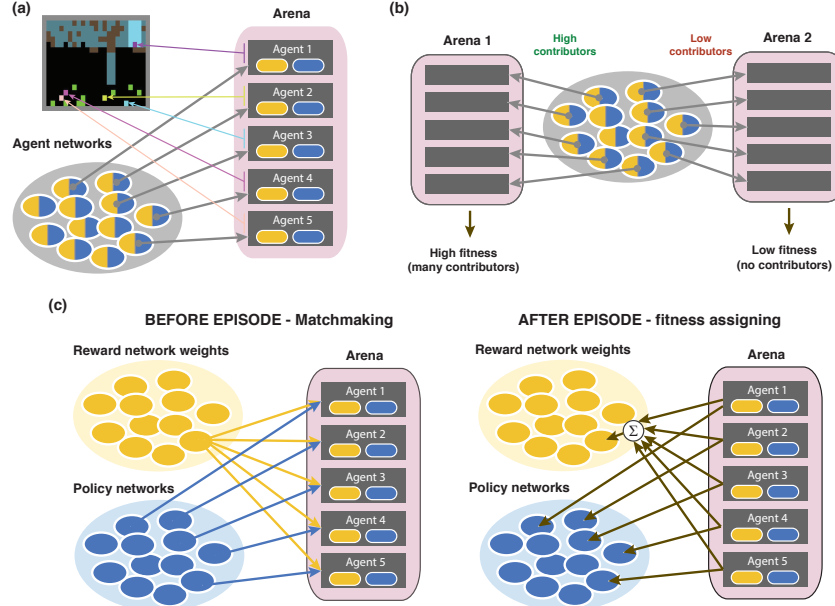 (a)
Arena
Agent 1
Agent 2
Agent 3
Agent 4
Agent 5
Agent networks
(b)
Arena 1
High
contributors
Low
contributors
Arena 2
High fitness
(many contributors)
Low fitness
(no contributors)
(c)
BEFORE EPISODE - Matchmaking
Reward network weights
Arena
Agent 1
Agent 2
Agent 3
Agent 4
Agent 5
Policy networks
AFTER EPISODE - fitness assigning
Reward network weights
Arena
Σ
Agent 1
Agent 2
Agent 3
Agent 4
Agent 5
Policy networks